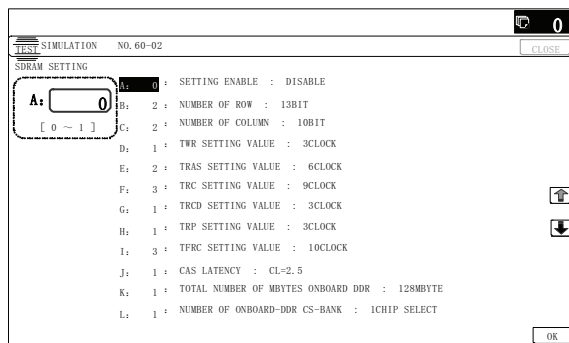 0
TEST SIMULATION NO.60-02
CLOSE
SDRAM SETTING
A: 0
[ 0 ~ 1 ]
A: 0 : SETTING ENABLE : DISABLE
B: 2 : NUMBER OF ROW : 13BIT
C: 2 : NUMBER OF COLUMN : 10BIT
D: 1 : TWR SETTING VALUE : 3CLOCK
E: 2 : TRAS SETTING VALUE : 6CLOCK
F: 3 : TRC SETTING VALUE : 9CLOCK
G: 1 : TRCD SETTING VALUE : 3CLOCK
H: 1 : TRP SETTING VALUE : 3CLOCK
I: 3 : TFRC SETTING VALUE : 10CLOCK
J: 1 : CAS LATENCY : CL=2.5
K: 1 : TOTAL NUMBER OF MBYTES ONBOARD DDR : 128MBYTE
L: 1 : NUMBER OF ONBOARD-DDR CS-BANK : 1CHIP SELECT
OK